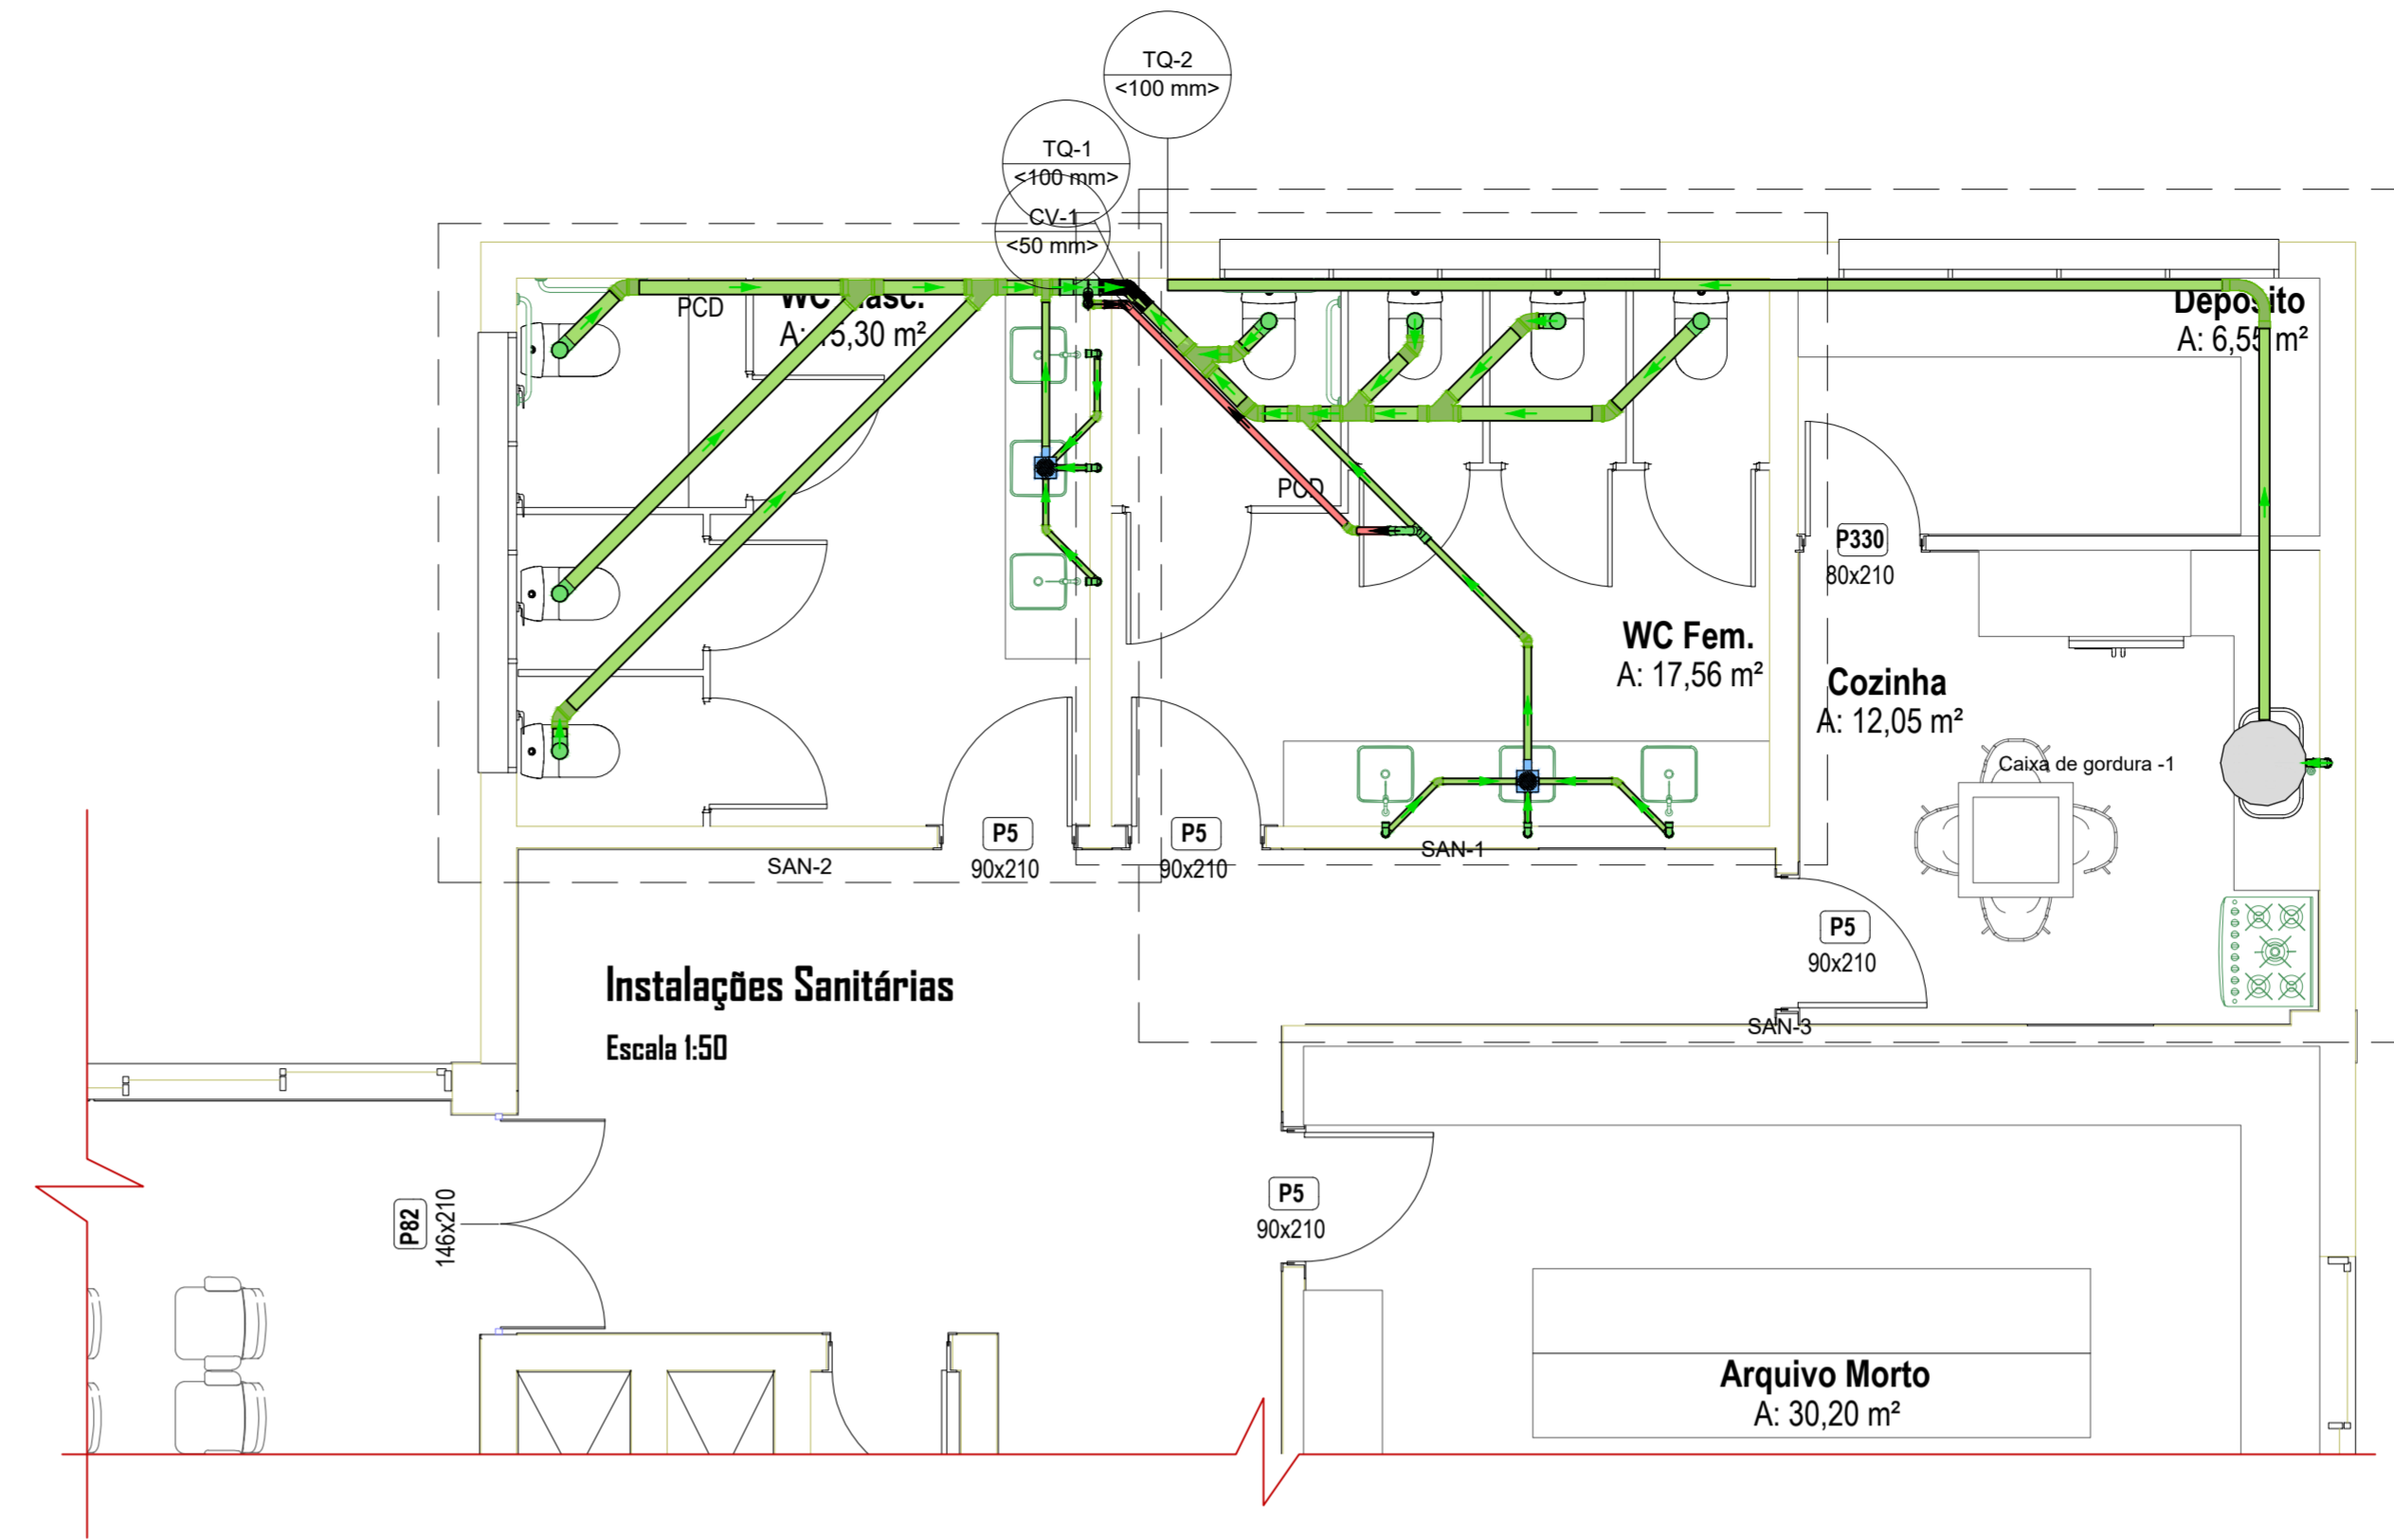 TQ-2
<100 mm>
TQ-1
<100 mm>
CV-1
<50 mm>
PCD
WC Masc.
A: 15,30 m²
Depósito
A: 6,55 m²
PCD
P330
80x210
WC Fem.
A: 17,56 m²
Cozinha
A: 12,05 m²
Caixa de gordura -1
P5
90x210
P5
90x210
SAN-1
SAN-2
P5
90x210
Instalações Sanitárias
SAN-3
Escala 1:50
P82
146x210
P5
90x210
Arquivo Morto
A: 30,20 m²